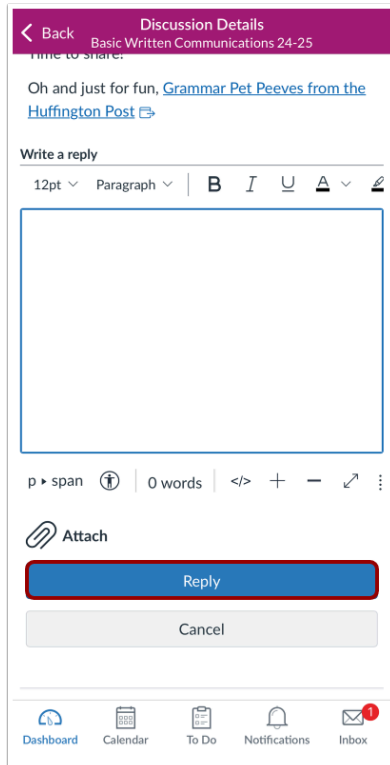 Back
Discussion Details
Basic Written Communications 24-25
Time to share!
Oh and just for fun, Grammar Pet Peeves from the
Huffington Post
Write a reply
12pt Paragraph B I U A
p ▸ span 0 words </> + −
Attach
Reply
Cancel
1
Dashboard Calendar To Do Notifications Inbox